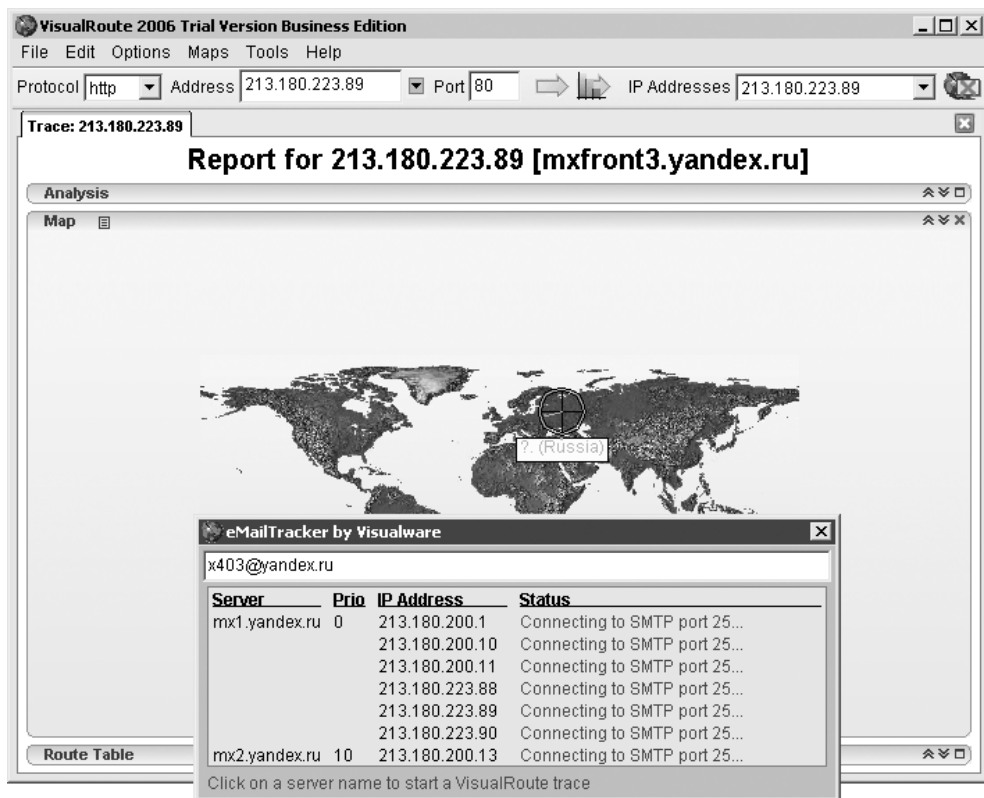 VisualRoute 2006 Trial Version Business Edition
File Edit Options Maps Tools Help
Protocol http Address 213.180.223.89 Port 80 IP Addresses 213.180.223.89
Trace: 213.180.223.89
Report for 213.180.223.89 [mxfront3.yandex.ru]
Analysis
Map
?. (Russia)
eMailTracker by Visualware
x403@yandex.ru
Server Prio IP Address Status
mx1.yandex.ru 0 213.180.200.1 Connecting to SMTP port 25...
213.180.200.10 Connecting to SMTP port 25...
213.180.200.11 Connecting to SMTP port 25...
213.180.223.88 Connecting to SMTP port 25...
213.180.223.89 Connecting to SMTP port 25...
213.180.223.90 Connecting to SMTP port 25...
mx2.yandex.ru 10 213.180.200.13 Connecting to SMTP port 25...
Click on a server name to start a VisualRoute trace
Route Table